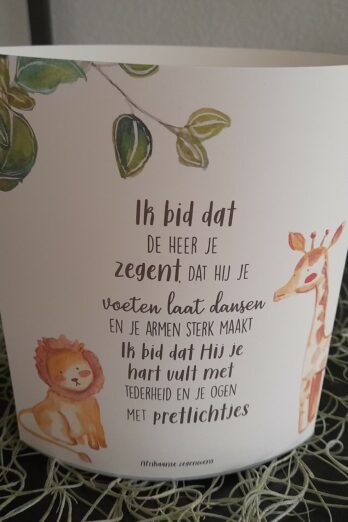 Ik bid dat
DE HEER JE
zegent, DAT HIJ JE
voeten laat dansen
EN JE ARMEN STERK MAAKT
Ik bid dat Hij je
hart vult met
TEDERHEID EN JE OGEN
MET pretlichtjes
Afrikaanse zegenwens